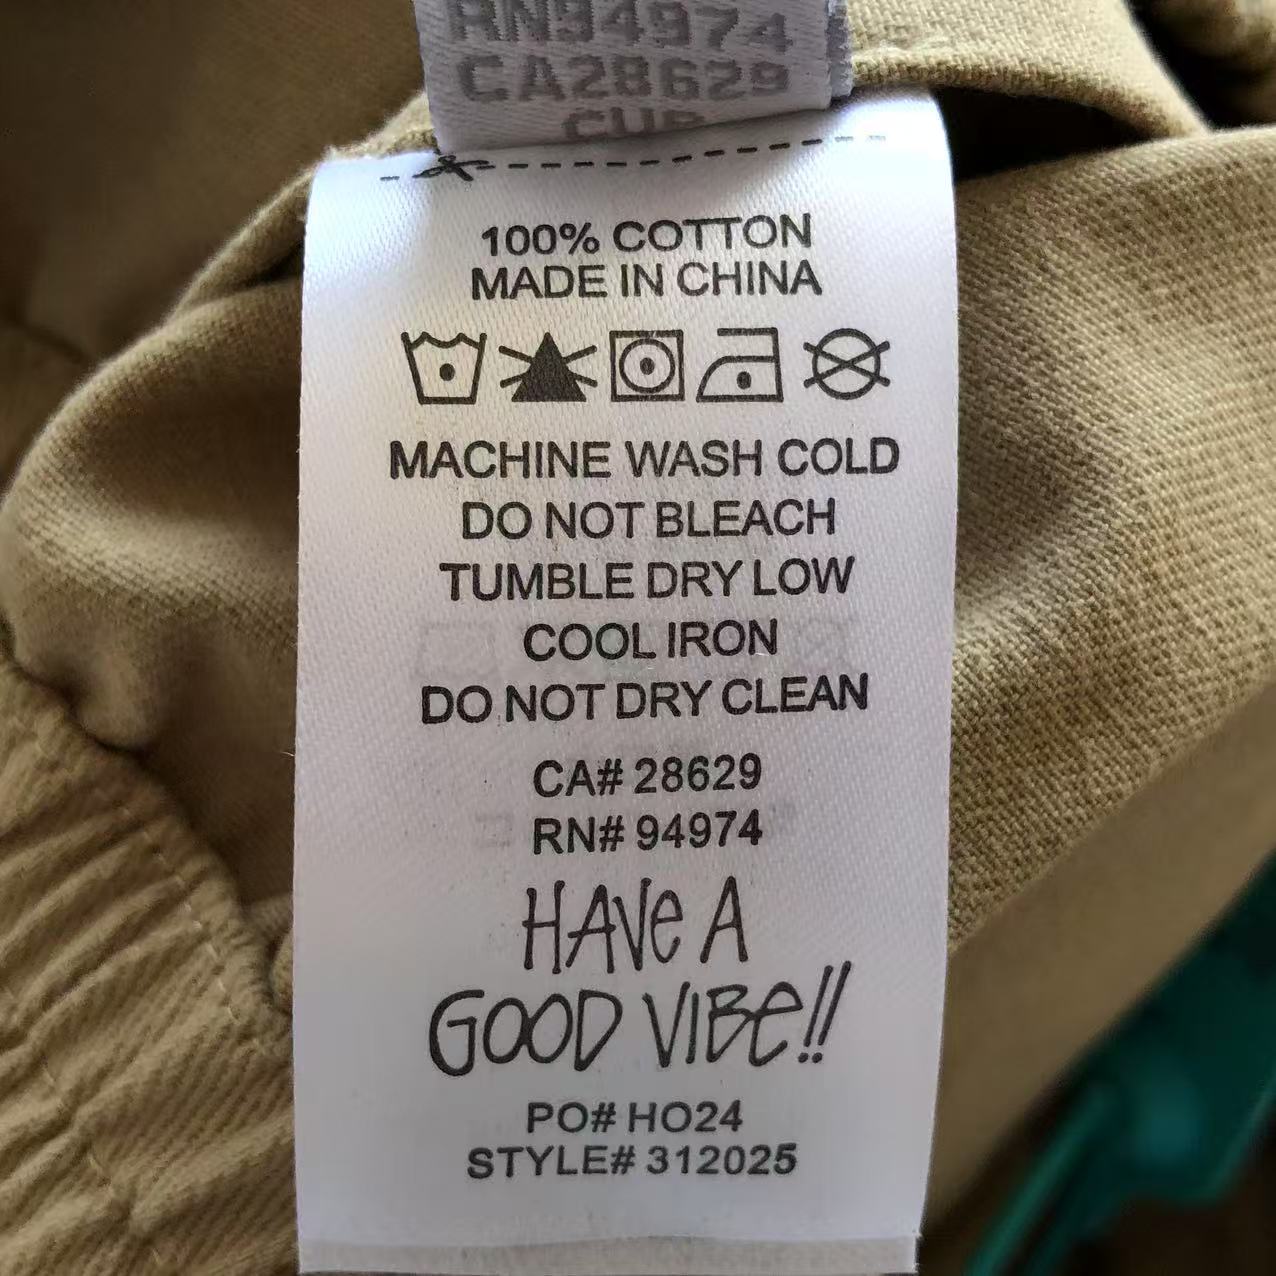 RN94974
CA28629
100% COTTON
MADE IN CHINA
MACHINE WASH COLD
DO NOT BLEACH
TUMBLE DRY LOW
COOL IRON
DO NOT DRY CLEAN
CA# 28629
RN# 94974
HAVe A
GOOD VIBe!!
PO# HO24
STYLE# 312025